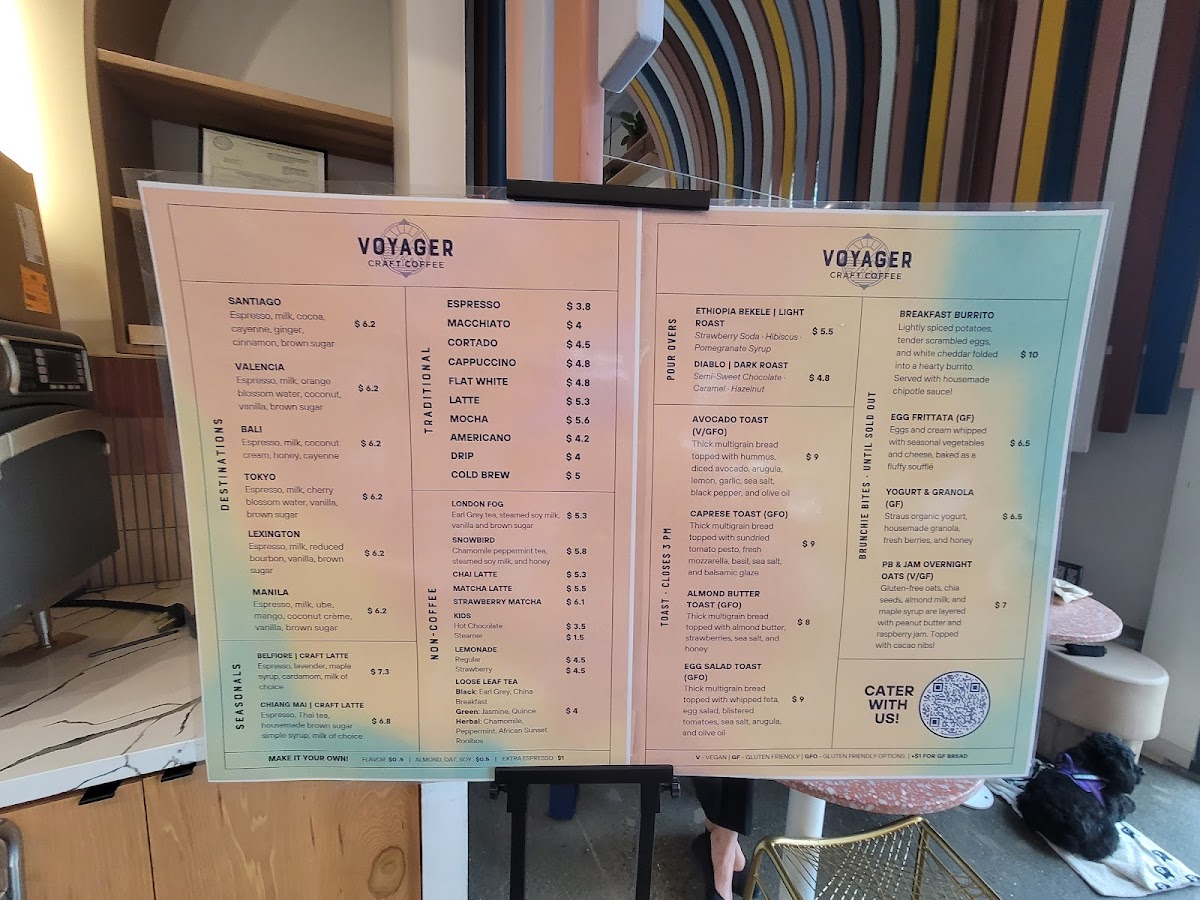 VOYAGER
CRAFT COFFEE
DESTINATIONS
SANTIAGO
Espresso, milk, cocoa,
cayenne, ginger,
cinnamon, brown sugar
$ 6.2
VALENCIA
Espresso, milk, orange
blossom water, coconut,
vanilla, brown sugar
$ 6.2
BALI
Espresso, milk, coconut
cream, honey, cayenne
$ 6.2
TOKYO
Espresso, milk, cherry
blossom water, vanilla,
brown sugar
$ 6.2
LEXINGTON
Espresso, milk, reduced
bourbon, vanilla, brown
sugar
$ 6.2
MANILA
Espresso, milk, ube,
mango, coconut crème,
vanilla, brown sugar
$ 6.2
SEASONALS
BELFIORE | CRAFT LATTE
Espresso, lavender, maple
syrup, cardamom, milk of
choice
$ 7.3
CHIANG MAI | CRAFT LATTE
Espresso, Thai tea,
housemade brown sugar
simple syrup, milk of choice
$ 6.8
TRADITIONAL
ESPRESSO $ 3.8
MACCHIATO $ 4
CORTADO $ 4.5
CAPPUCCINO $ 4.8
FLAT WHITE $ 4.8
LATTE $ 5.3
MOCHA $ 5.6
AMERICANO $ 4.2
DRIP $ 4
COLD BREW $ 5
NON-COFFEE
LONDON FOG
Earl Grey tea, steamed soy milk,
vanilla and brown sugar
$ 5.3
SNOWBIRD
Chamomile peppermint tea,
steamed soy milk, and honey
$ 5.8
CHAI LATTE $ 5.3
MATCHA LATTE $ 5.5
STRAWBERRY MATCHA $ 6.1
KIDS
Hot Chocolate $ 3.5
Steamer $ 1.5
LEMONADE
Regular $ 4.5
Strawberry $ 4.5
LOOSE LEAF TEA
Black: Earl Grey, China
Breakfast
Green: Jasmine, Quince
Herbal: Chamomile,
Peppermint, African Sunset
Rooibos
$ 4
MAKE IT YOUR OWN! FLAVOR $0 .5 | ALMOND, OAT, SOY $0.5 | EXTRA ESPRESSO $1
VOYAGER
CRAFT COFFEE
POUR OVERS
ETHIOPIA BEKELE | LIGHT
ROAST
Strawberry Soda · Hibiscus ·
Pomegranate Syrup
$ 5.5
DIABLO | DARK ROAST
Semi-Sweet Chocolate ·
Caramel · Hazelnut
$ 4.8
TOAST · CLOSES 3 PM
AVOCADO TOAST
(V/GFO)
Thick multigrain bread
topped with hummus,
diced avocado, arugula,
lemon, garlic, sea salt,
black pepper, and olive oil
$ 9
CAPRESE TOAST (GFO)
Thick multigrain bread
topped with sundried
tomato pesto, fresh
mozzarella, basil, sea salt,
and balsamic glaze
$ 9
ALMOND BUTTER
TOAST (GFO)
Thick multigrain bread
topped with almond butter,
strawberries, sea salt, and
honey
$ 8
EGG SALAD TOAST
(GFO)
Thick multigrain bread
topped with whipped feta,
egg salad, blistered
tomatoes, sea salt, arugula,
and olive oil
$ 9
BRUNCHIE BITES · UNTIL SOLD OUT
BREAKFAST BURRITO
Lightly spiced potatoes,
tender scrambled eggs,
and white cheddar folded
into a hearty burrito.
Served with housemade
chipotle sauce!
$ 10
EGG FRITTATA (GF)
Eggs and cream whipped
with seasonal vegetables
and cheese, baked as a
fluffy soufflé
$ 6.5
YOGURT & GRANOLA
(GF)
Straus organic yogurt,
housemade granola,
fresh berries, and honey
$ 6.5
PB & JAM OVERNIGHT
OATS (V/GF)
Gluten-free oats, chia
seeds, almond milk, and
maple syrup are layered
with peanut butter and
raspberry jam. Topped
with cacao nibs!
$ 7
CATER
WITH
US!
V - VEGAN | GF - GLUTEN FRIENDLY | GFO - GLUTEN FRIENDLY OPTIONS | +$1 FOR GF BREAD